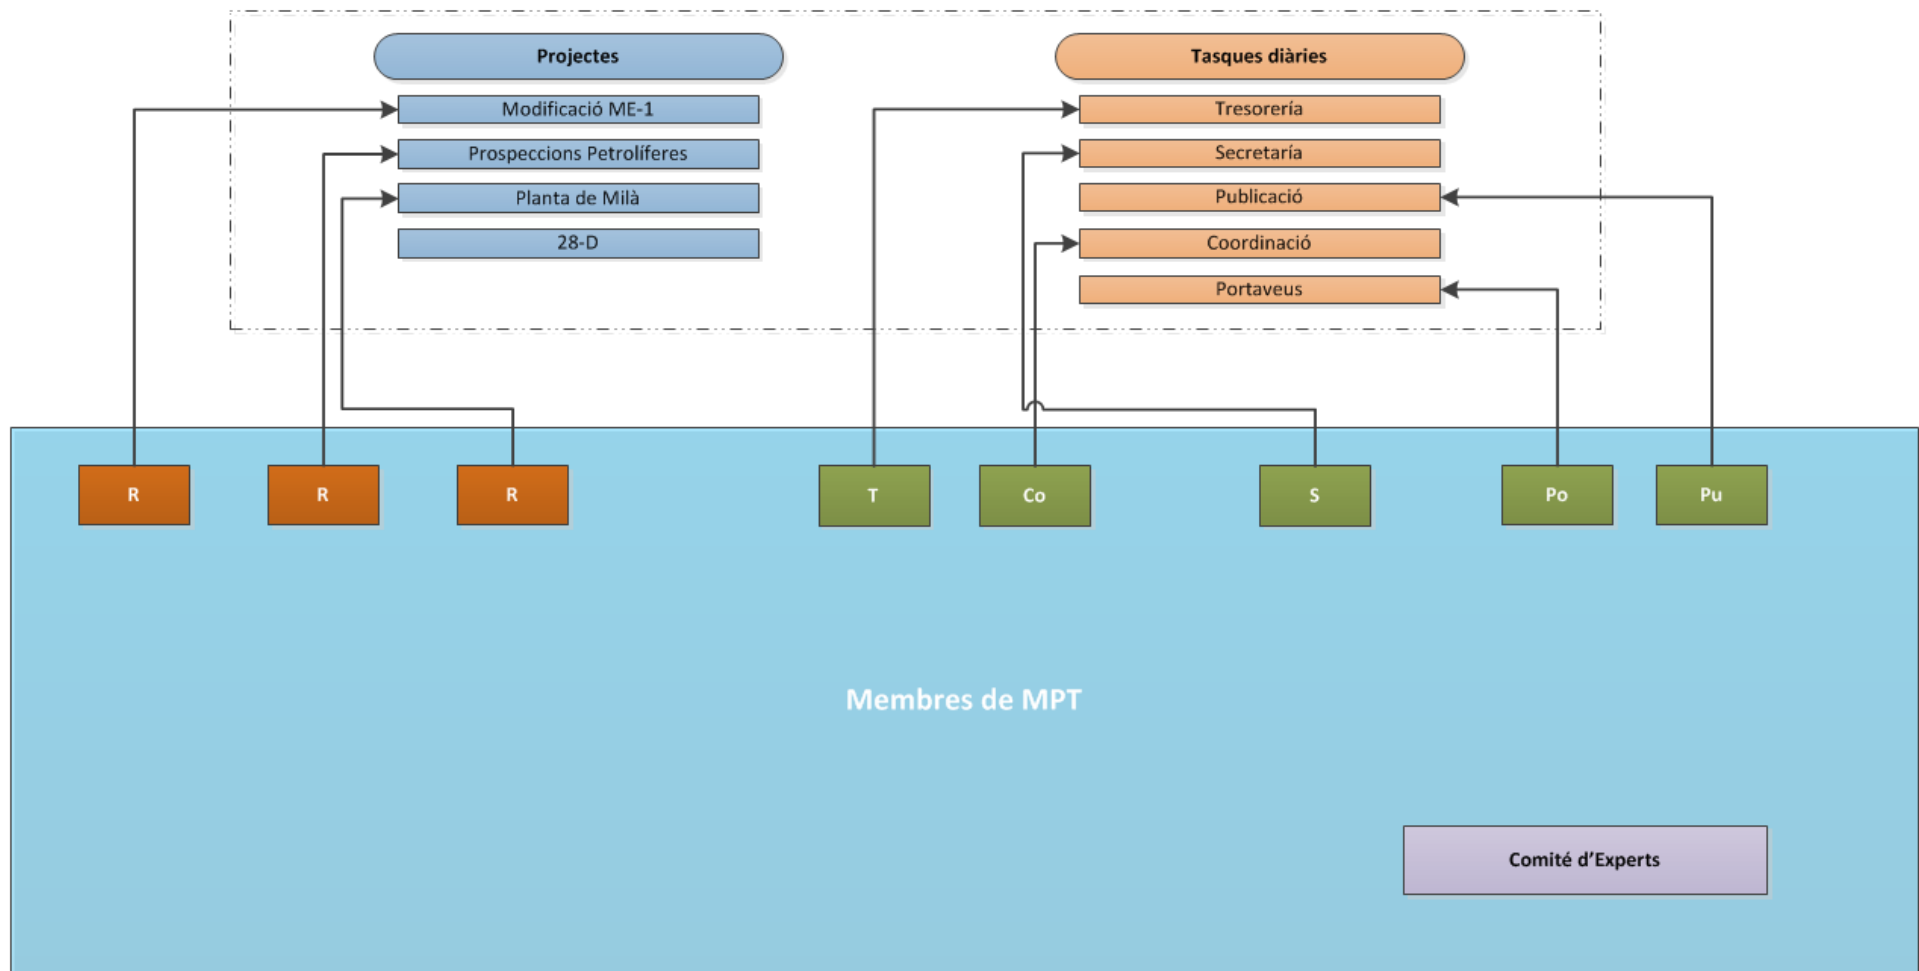 Projectes
Modificació ME-1
Prospeccions Petrolíferes
Planta de Milà
28-D
Tasques diàries
Tresorería
Secretaría
Publicació
Coordinació
Portaveus
R
R
R
T
Co
S
Po
Pu
Membres de MPT
Comité d’Experts